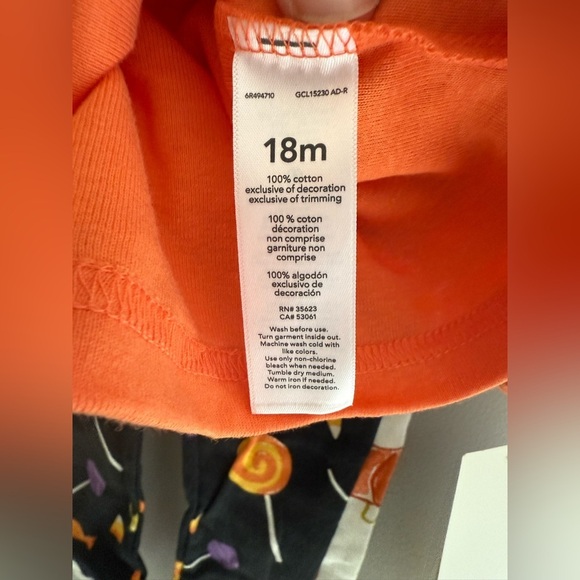 6R494710 GCL15230 AD-R
18m
100% cotton
exclusive of decoration
exclusive of trimming
100 % coton
décoration
non comprise
garniture non
comprise
100% algodón
exclusivo de
decoración
RN# 35623
CA# 53061
Wash before use.
Turn garment inside out.
Machine wash cold with
like colors.
Use only non-chlorine
bleach when needed.
Tumble dry medium.
Warm iron if needed.
Do not iron decoration.